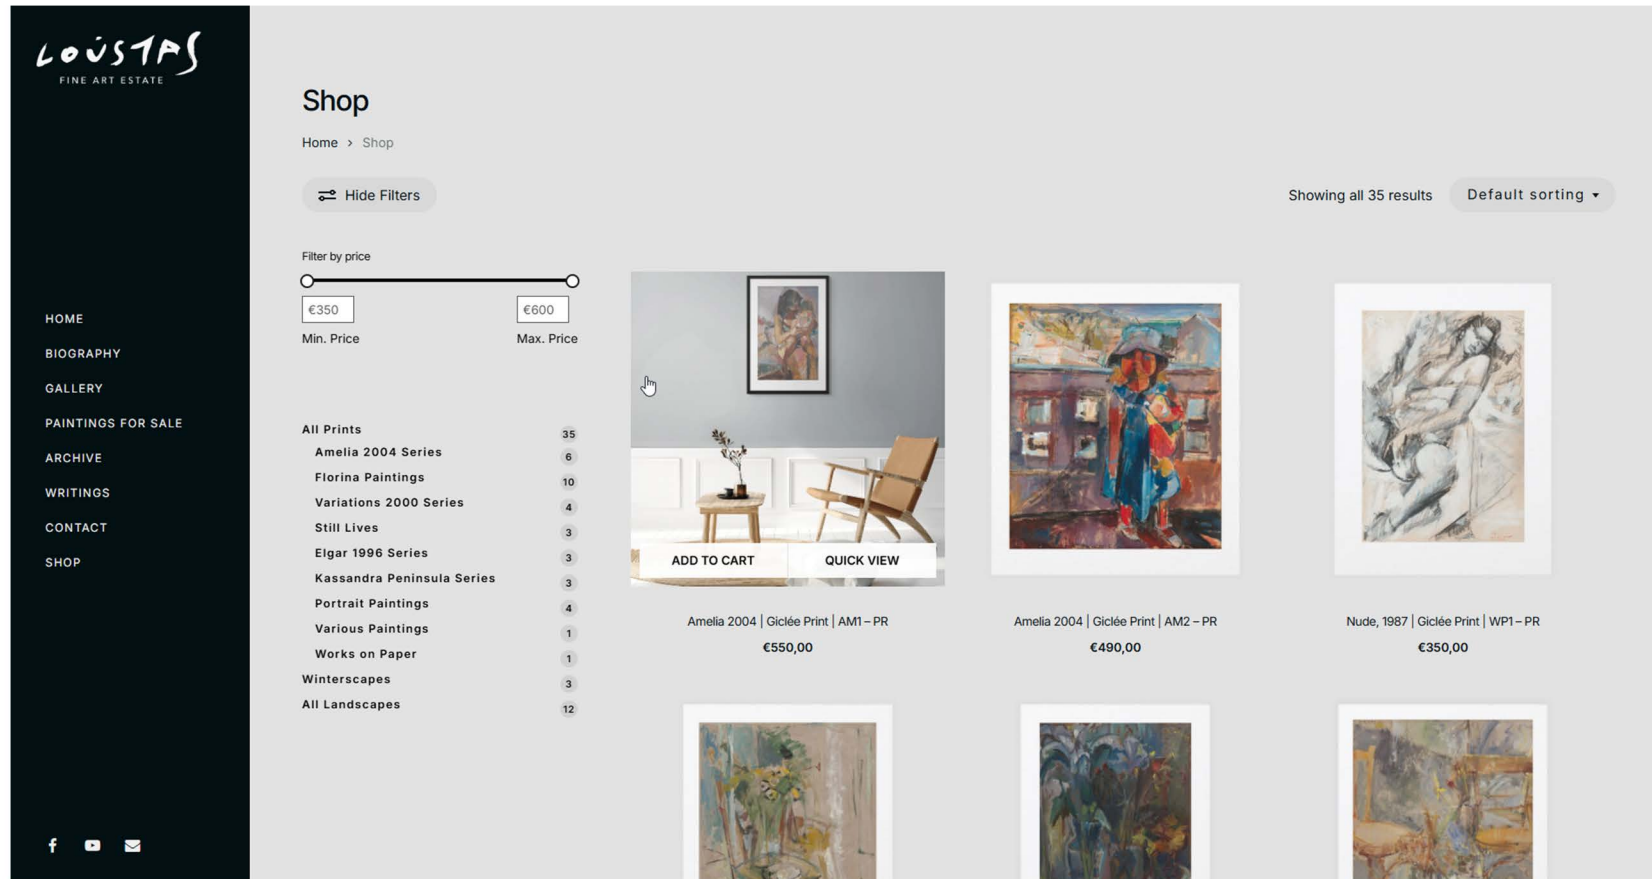 LOÚSTAS
FINE ART ESTATE
HOME
BIOGRAPHY
GALLERY
PAINTINGS FOR SALE
ARCHIVE
WRITINGS
CONTACT
SHOP
Shop
Home > Shop
Hide Filters
Showing all 35 results
Default sorting
Filter by price
€350
€600
Min. Price
Max. Price
All Prints 35
Amelia 2004 Series 6
Florina Paintings 10
Variations 2000 Series 4
Still Lives 3
Elgar 1996 Series 3
Kassandra Peninsula Series 3
Portrait Paintings 4
Various Paintings 1
Works on Paper 1
Winterscapes 3
All Landscapes 12
ADD TO CART
QUICK VIEW
Amelia 2004 | Giclée Print | AM1 – PR
€550,00
Amelia 2004 | Giclée Print | AM2 – PR
€490,00
Nude, 1987 | Giclée Print | WP1 – PR
€350,00